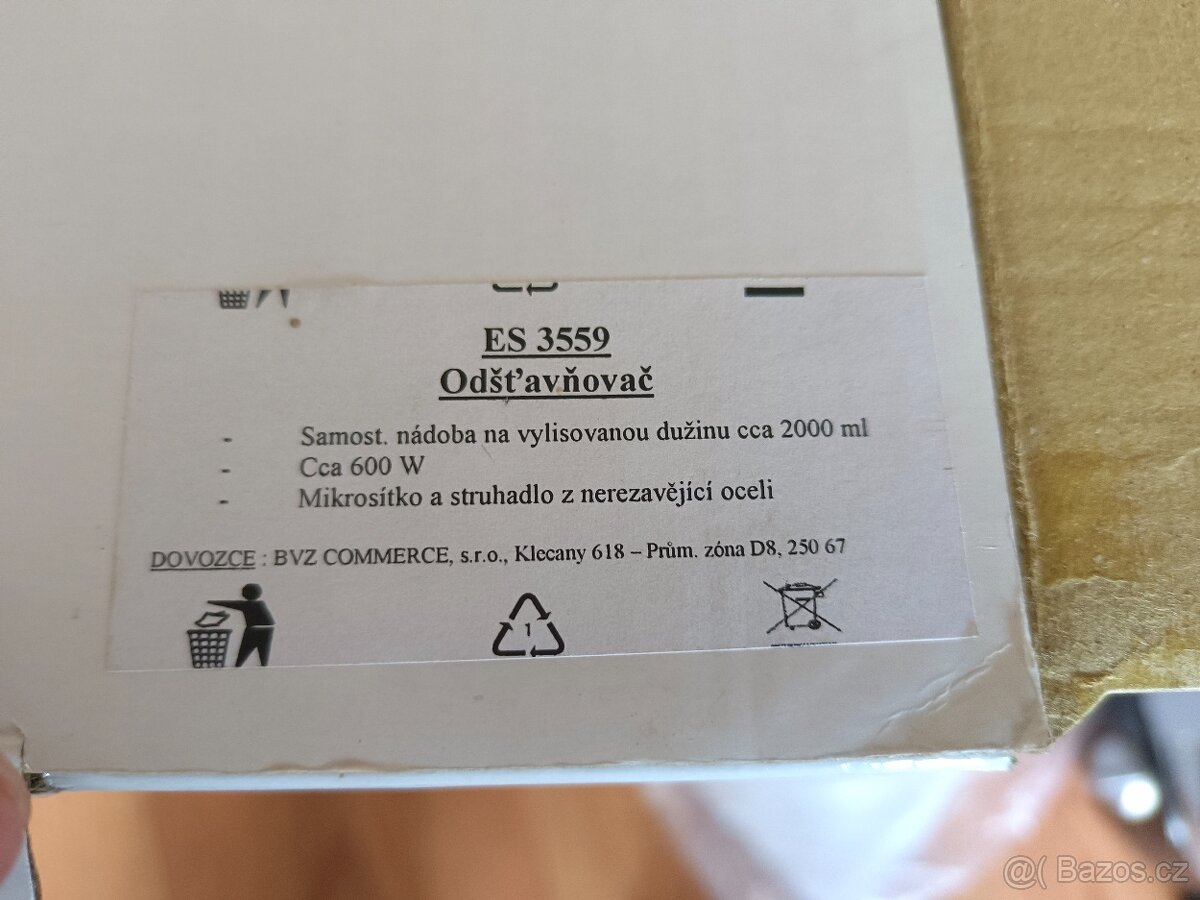 ES 3559
Odšťavňovač
- Samost. nádoba na vylisovanou dužinu cca 2000 ml
- Cca 600 W
- Mikrosítko a struhadlo z nerezavějící oceli
DOVOZCE : BVZ COMMERCE, s.r.o., Klecany 618 – Prům. zóna D8, 250 67
1
@( Bazos.cz